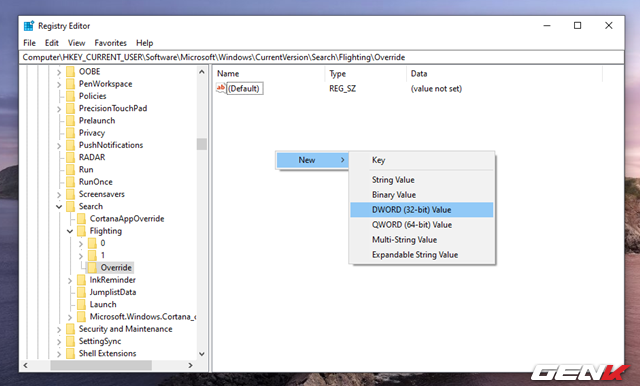 Registry Editor
File Edit View Favorites Help
Computer\HKEY_CURRENT_USER\Software\Microsoft\Windows\CurrentVersion\Search\Flighting\Override
OOBE
PenWorkspace
Policies
PrecisionTouchPad
Prelaunch
Privacy
PushNotifications
RADAR
Run
RunOnce
Screensavers
Search
CortanaAppOverride
Flighting
0
1
Override
InkReminder
JumplistData
Launch
Microsoft.Windows.Cortana_c
Security and Maintenance
SettingSync
Shell Extensions
Name Type Data
ab (Default) REG_SZ (value not set)
New
Key
String Value
Binary Value
DWORD (32-bit) Value
QWORD (64-bit) Value
Multi-String Value
Expandable String Value
GENK